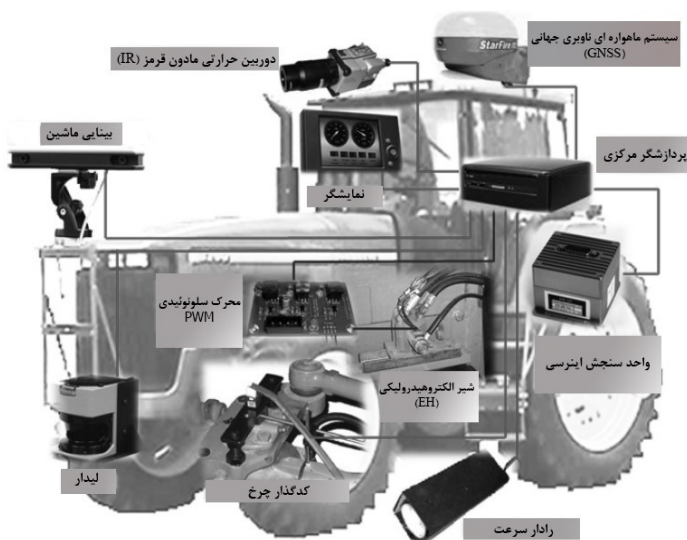 سیستم ماهواره ای ناوبری جهانی
(GNSS)
StarFire
دوربین حرارتی مادون قرمز (IR)
بینایی ماشین
پردازشگر مرکزی
نمایشگر
محرک سلونوئیدی
PWM
واحد سنجش اینرسی
شیر الکتروهیدرولیکی
(EH)
لیدار
کدگذار چرخ
رادار سرعت